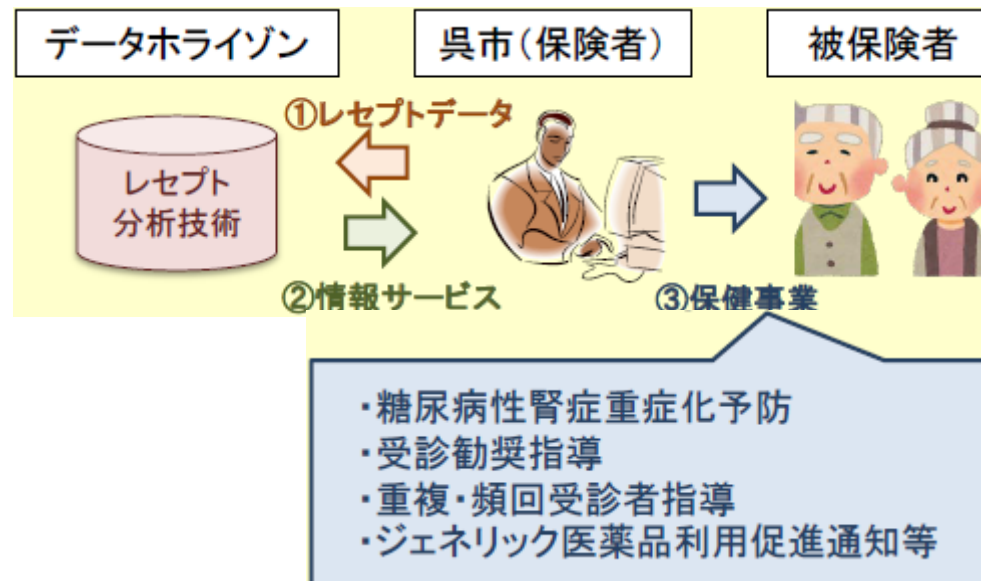 データホライゾン
呉市(保険者)
被保険者
①レセプトデータ
レセプト
分析技術
②情報サービス
③保健事業
・糖尿病性腎症重症化予防
・受診勧奨指導
・重複・頻回受診者指導
・ジェネリック医薬品利用促進通知等